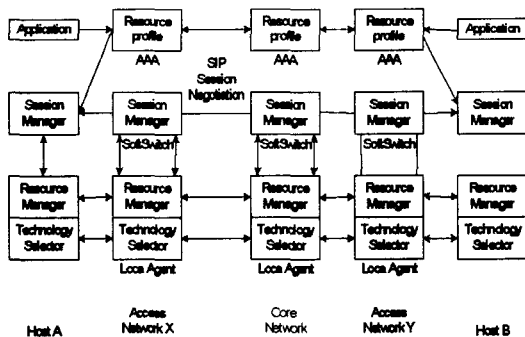 Application
Resource profile
Resource profile
Resource profile
Application
AAA
AAA
AAA
SIP
Session
Negotiation
Session Manager
Session Manager
Session Manager
Session Manager
Session Manager
SoftSwitch
SoftSwitch
SoftSwitch
Resource Manager
Resource Manager
Resource Manager
Resource Manager
Resource Manager
Technology Selector
Technology Selector
Technology Selector
Technology Selector
Technology Selector
Loca Agent
Loca Agent
Loca Agent
Host A
Access Network X
Core Network
Access Network Y
Host B